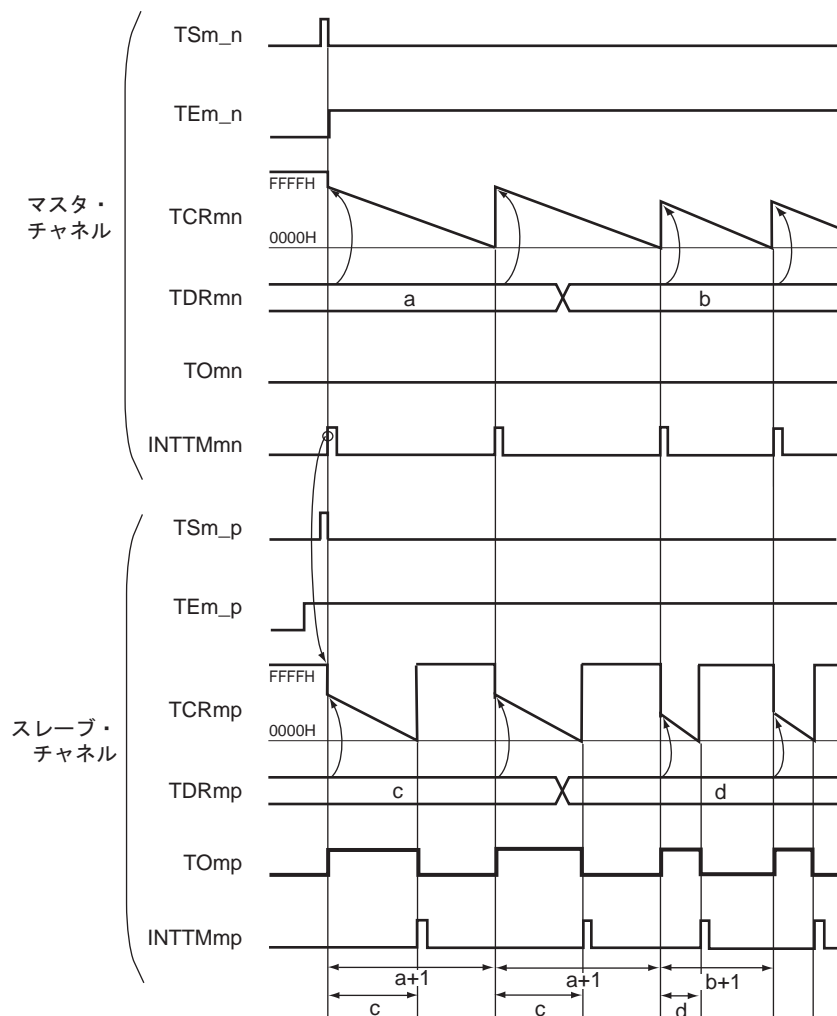 TSm_n
TEm_n
FFFFH
マスタ・
チャネル
TCRmn
0000H
TDRmn
a
b
TOmn
INTTMmn
TSm_p
TEm_p
FFFFH
TCRmp
スレーブ・
チャネル
0000H
TDRmp
c
d
TOmp
INTTMmp
a+1
a+1
b+1
c
c
d